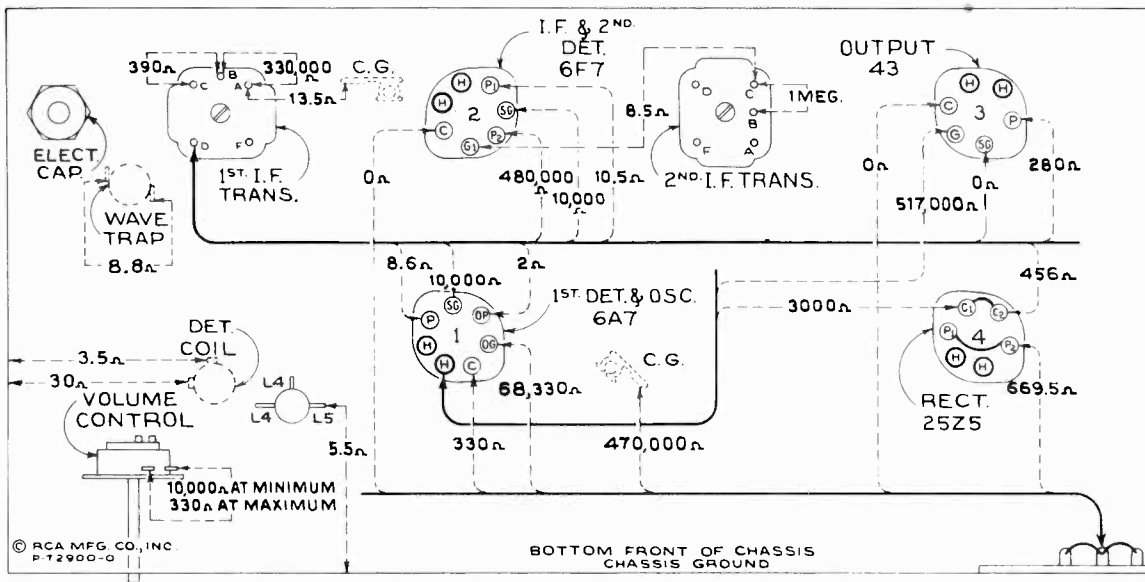 I.F. & 2ND.
DET.
6F7
OUTPUT
43
390Ω
B
330,000
Ω
C
A
13.5Ω
C.G.
D
F
ELECT.
CAP.
1ST. I.F.
TRANS.
WAVE
TRAP
8.8Ω
H
P1
H
2
SG
C
P2
G1
8.5Ω
D
C
B
F
A
1 MEG.
2ND. I.F. TRANS.
H
H
C
3
P
G
SG
0Ω
480,000
Ω
10,000
Ω
10.5Ω
0Ω
517,000Ω
0Ω
280Ω
8.6Ω
10,000Ω
2Ω
1ST. DET. & OSC.
6A7
SG
P
OP
1
H
OG
H
C
C.G.
3000Ω
456Ω
C1
C2
P1
4
P2
H
H
DET.
COIL
3.5Ω
30Ω
VOLUME
CONTROL
L4
L4
L5
5.5Ω
68,330Ω
330Ω
470,000Ω
RECT.
25Z5
669.5Ω
10,000Ω AT MINIMUM
330Ω AT MAXIMUM
© RCA MFG. CO., INC.
P-72900-0
BOTTOM FRONT OF CHASSIS
CHASSIS GROUND